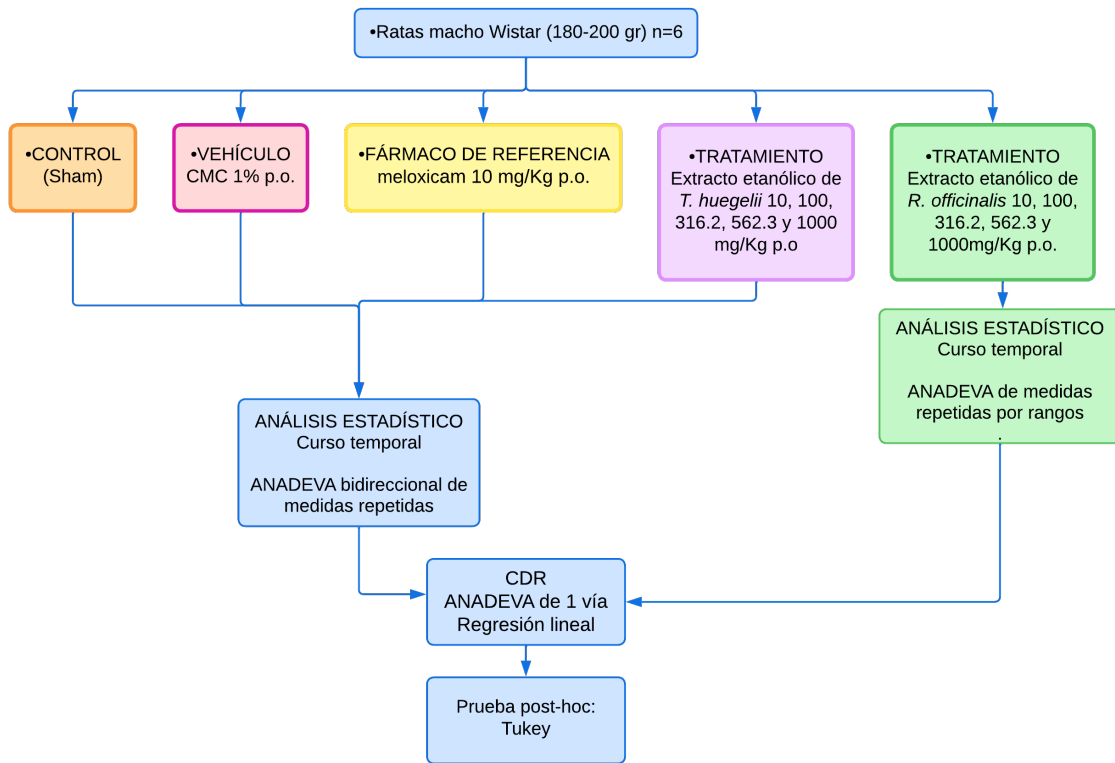 •Ratas macho Wistar (180-200 gr) n=6
•CONTROL
(Sham)
•VEHÍCULO
CMC 1% p.o.
•FÁRMACO DE REFERENCIA
meloxicam 10 mg/Kg p.o.
•TRATAMIENTO
Extracto etanólico de
T. huegelii 10, 100,
316.2, 562.3 y 1000
mg/Kg p.o
•TRATAMIENTO
Extracto etanólico de
R. officinalis 10, 100,
316.2, 562.3 y
1000mg/Kg p.o.
ANÁLISIS ESTADÍSTICO
Curso temporal
ANADEVA de medidas
repetidas por rangos
.
ANÁLISIS ESTADÍSTICO
Curso temporal
ANADEVA bidireccional de
medidas repetidas
CDR
ANADEVA de 1 vía
Regresión lineal
Prueba post-hoc:
Tukey